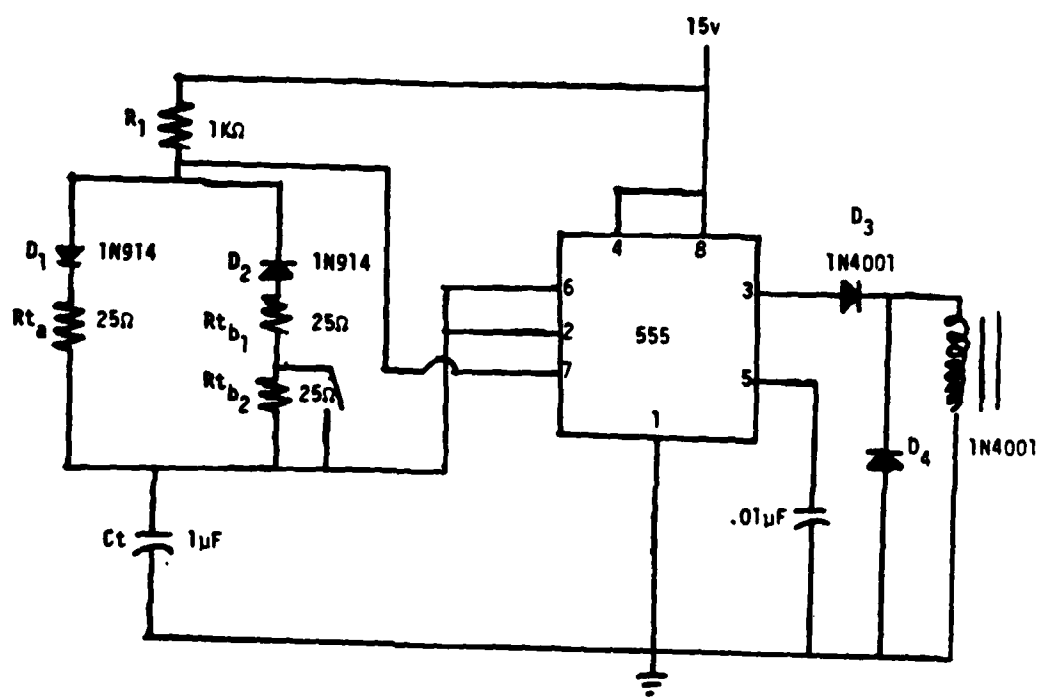 15v
R1 1KΩ
D3
1N4001
D1 1N914
D2 1N914
4 8
6 3
Rta 25Ω
Rtb1 25Ω
2 555
7 5
Rtb2 25Ω
1
D4 1N4001
.01µF
Ct 1µF